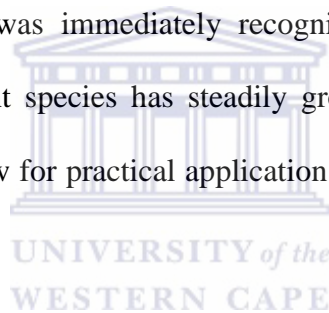 was immediately recogni
t species has steadily gr
for practical application
UNIVERSITY of the
WESTERN CAPE